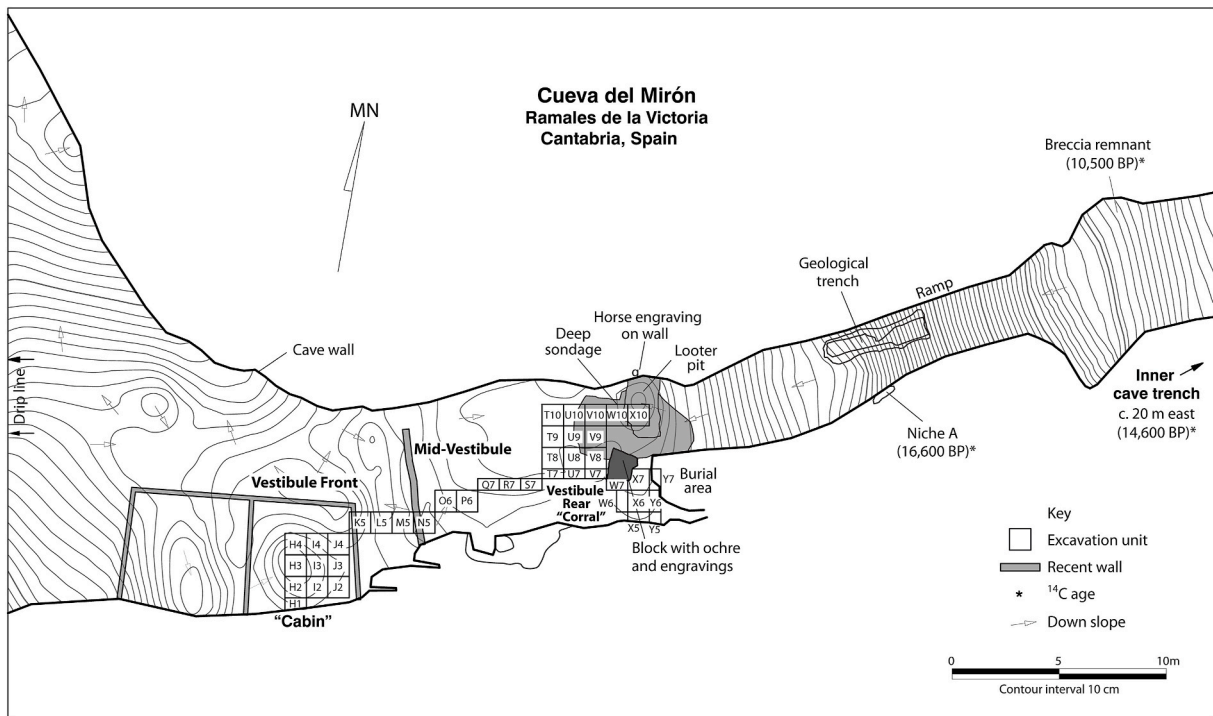 Cueva del Mirón
Ramales de la Victoria
Cantabria, Spain
MN
Breccia remnant
(10,500 BP)*
Geological
trench
Ramp
Horse engraving
on wall
Deep
sondage
Looter
pit
Cave wall
Drip line
Inner
cave trench
c. 20 m east
(14,600 BP)*
Niche A
(16,600 BP)*
T10 U10 V10 W10 X10
T9 U9 V9
T8 U8 V8
T7 U7 V7
Mid-Vestibule
Vestibule Front
Q7 R7 S7
W7 X7 Y7
Burial
area
Vestibule
Rear
"Corral"
O6 P6
W6 X6 Y6
K5 L5 M5 N5
X5 Y5
Block with ochre
and engravings
H4 I4 J4
H3 I3 J3
H2 I2 J2
H1
“Cabin”
Key
Excavation unit
Recent wall
* 14C age
Down slope
0 5 10m
Contour interval 10 cm